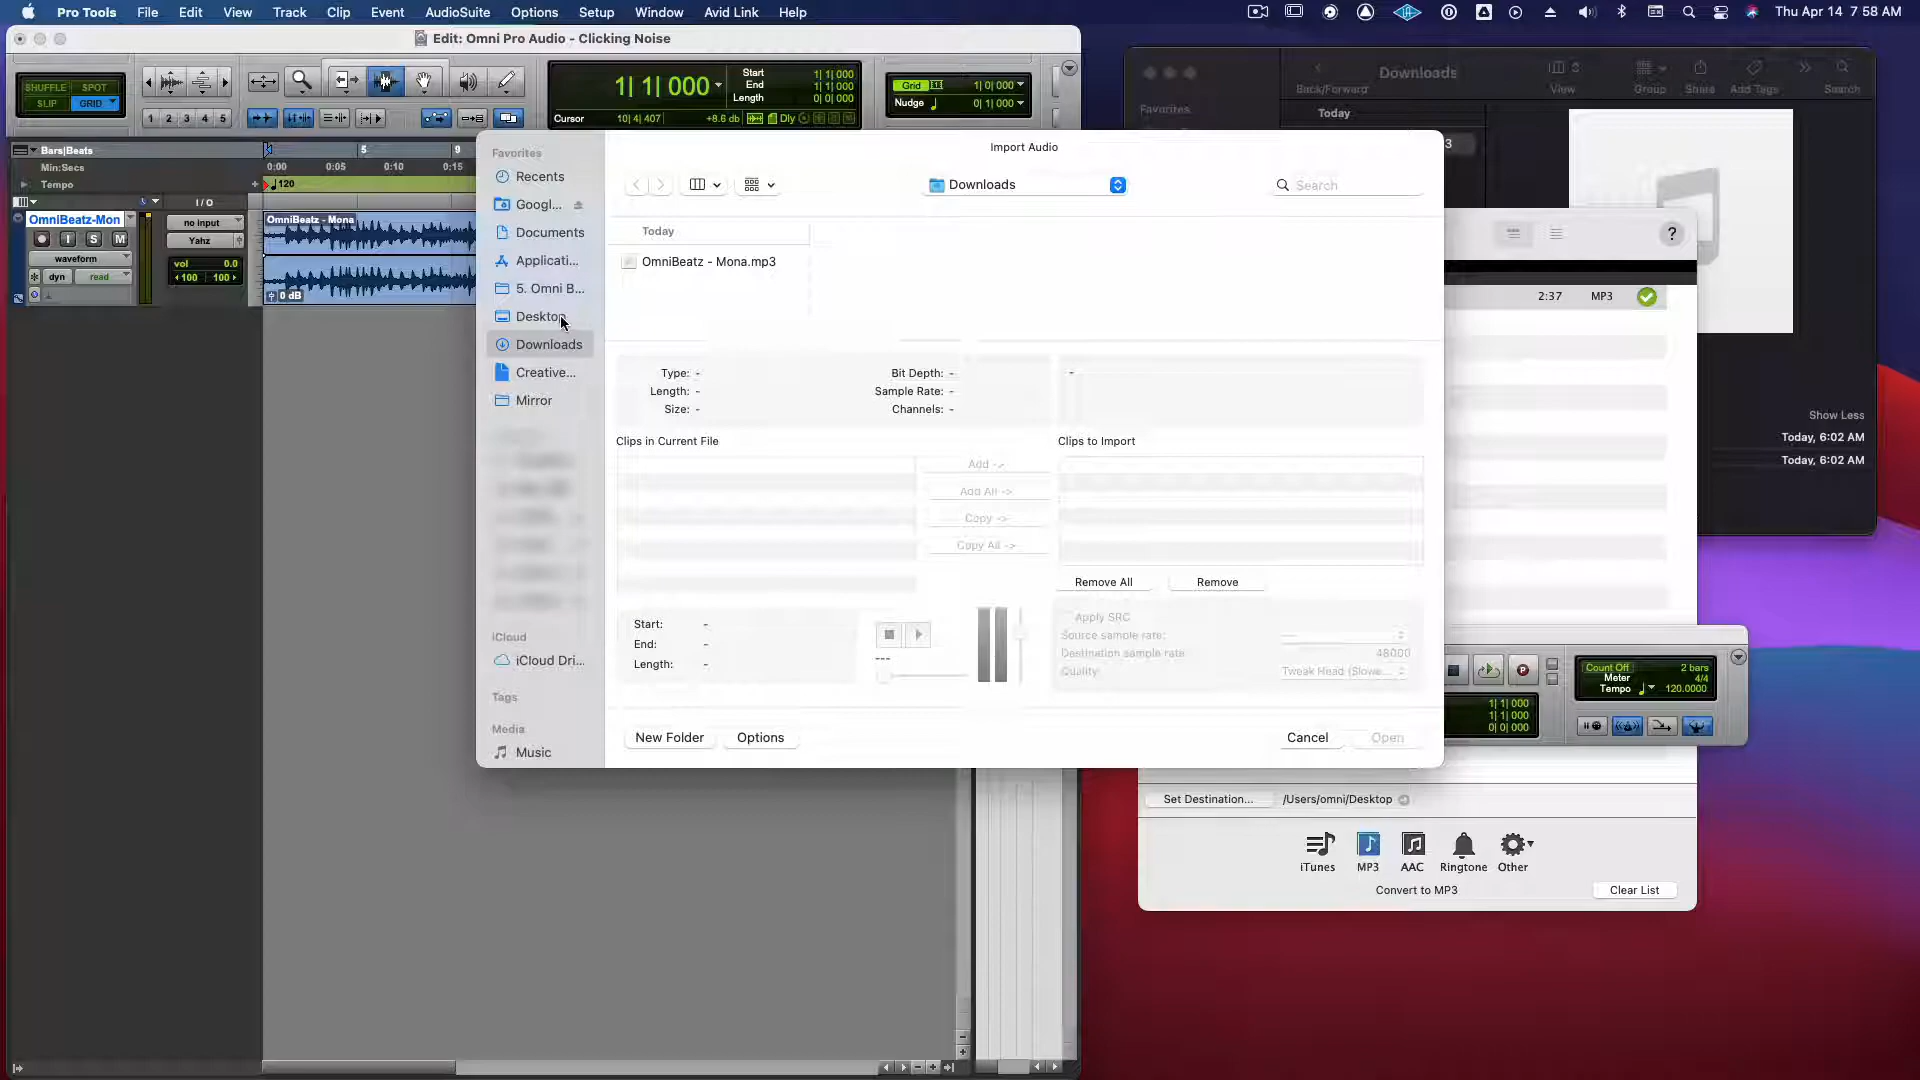 Pro Tools File Edit View Track Clip Event AudioSuite Options Setup Window Avid Link Help Thu Apr 14 7:58 AM
Edit: Omni Pro Audio - Clicking Noise
SHUFFLE SPOT
SLIP GRID
1 2 3 4 5
1| 1| 000
Start 1| 1| 000
End 1| 1| 000
Length 0| 0| 000
Cursor 10| 4| 407 +8.6 db Dly
Grid 1| 0| 000
Nudge 0| 1| 000
Bars|Beats 5 9
Min:Secs 0:00 0:05 0:10 0:15
Tempo 120
I/O
OmniBeatz-Mon
I S M
waveform
dyn read
no input
Yahz
vol 0.0
100 100
OmniBeatz - Mona
0 dB
Favorites
Recents
Googl...
Documents
Applicati...
5. Omni B...
Desktop
Downloads
Creative...
Mirror
iCloud
iCloud Dri...
Tags
Media
Music
Import Audio
Downloads
Search
Today
OmniBeatz - Mona.mp3
Type: - Bit Depth: -
Length: - Sample Rate: -
Size: - Channels: -
-
Clips in Current File
Clips to Import
Add ->
Add All ->
Copy ->
Copy All ->
Remove All Remove
Start: -
End: -
Length: -
---
Apply SRC
Source sample rate:
Destination sample rate 48000
Quality: Tweak Head (Slowe...
New Folder Options Cancel Open
Downloads
Back/Forward View Group Share Add Tags Search
Favorites
Today
3
?
2:37 MP3
Show Less
Today, 6:02 AM
Today, 6:02 AM
Count Off 2 bars
Meter 4/4
Tempo 120.0000
1| 1| 000
1| 1| 000
0| 0| 000
Set Destination... /Users/omni/Desktop
iTunes MP3 AAC Ringtone Other
Convert to MP3 Clear List